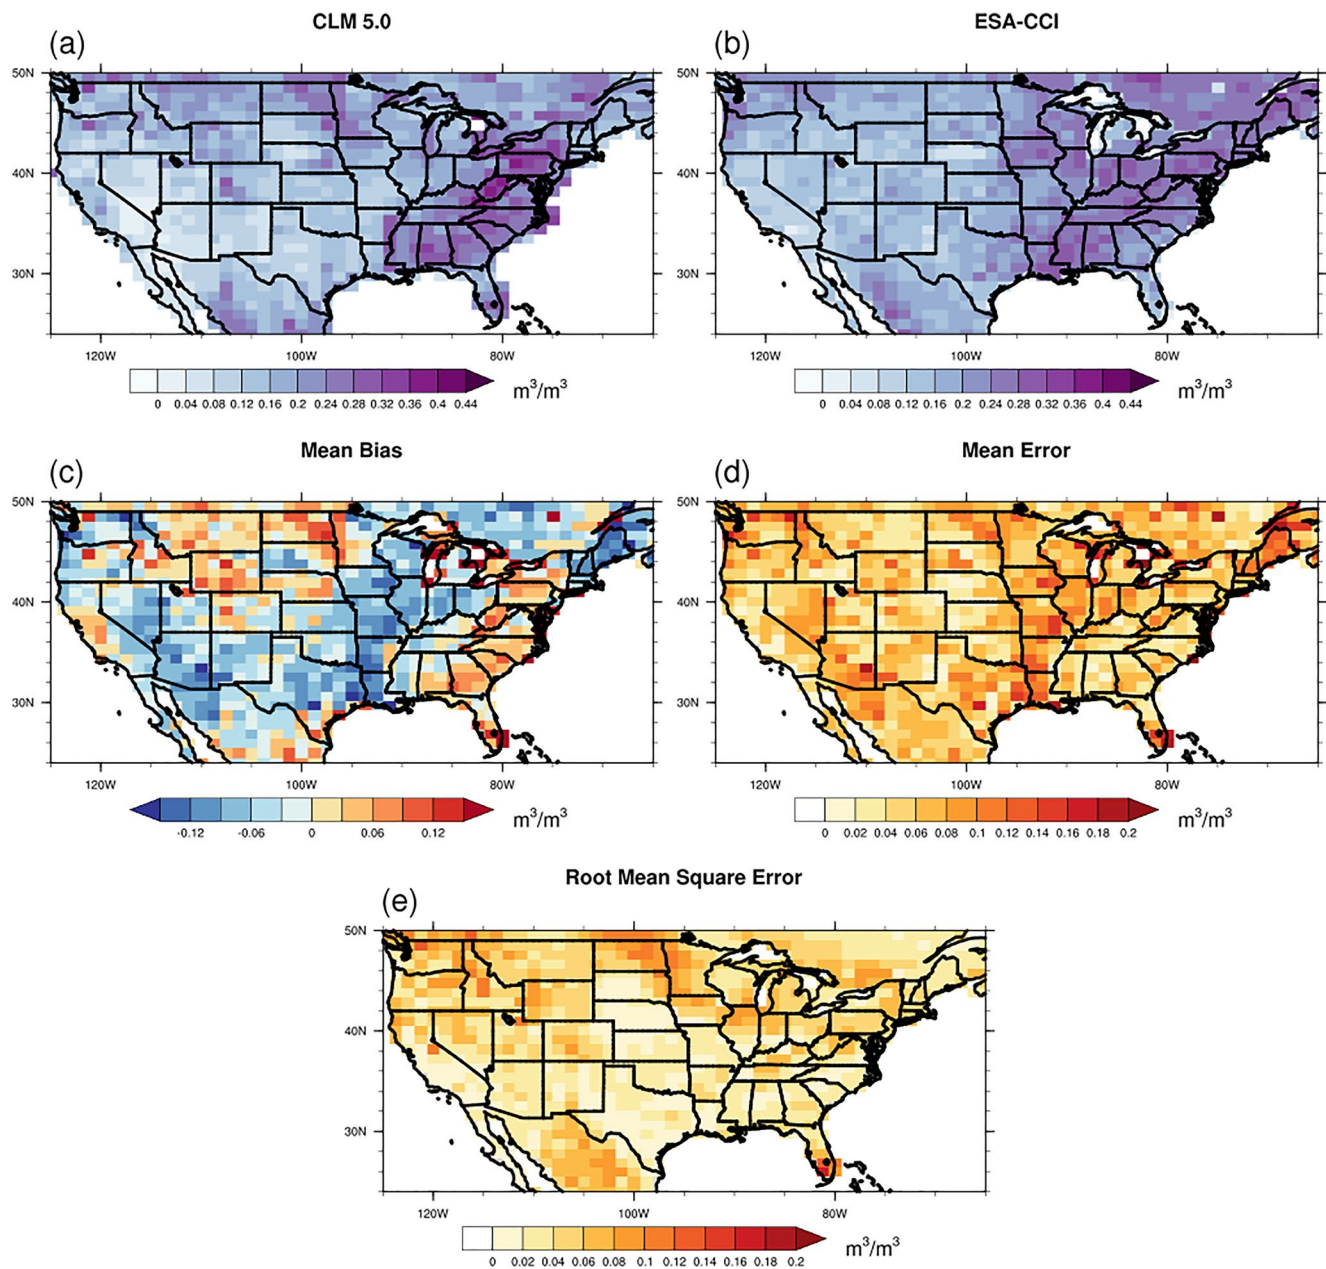 CLM 5.0
ESA-CCI
(a)
(b)
50N
40N
30N
120W 100W 80W
0 0.04 0.08 0.12 0.16 0.2 0.24 0.28 0.32 0.36 0.4 0.44
m³/m³
50N
40N
30N
120W 100W 80W
0 0.04 0.08 0.12 0.16 0.2 0.24 0.28 0.32 0.36 0.4 0.44
m³/m³
Mean Bias
Mean Error
(c)
(d)
50N
40N
30N
120W 100W 80W
-0.12 -0.06 0 0.06 0.12
m³/m³
50N
40N
30N
120W 100W 80W
0 0.02 0.04 0.06 0.08 0.1 0.12 0.14 0.16 0.18 0.2
m³/m³
Root Mean Square Error
(e)
50N
40N
30N
120W 100W 80W
0 0.02 0.04 0.06 0.08 0.1 0.12 0.14 0.16 0.18 0.2
m³/m³